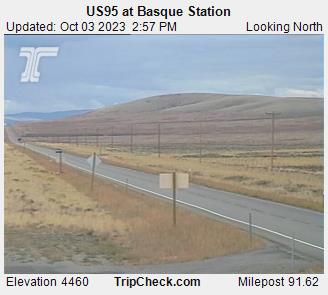 US95 at Basque Station
Updated: Oct 03 2023 2:57 PM Looking North
Elevation 4460 TripCheck.com Milepost 91.62